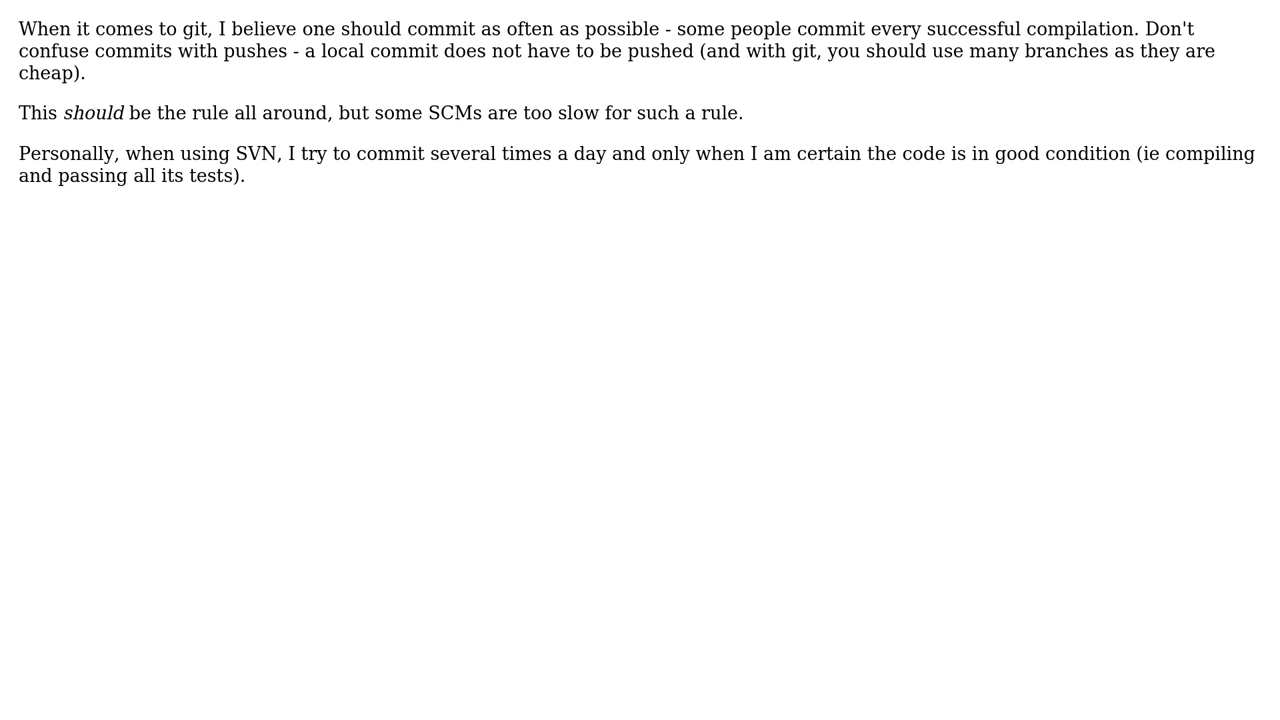 When it comes to git, I believe one should commit as often as possible - some people commit every successful compilation. Don't
confuse commits with pushes - a local commit does not have to be pushed (and with git, you should use many branches as they are
cheap).
This should be the rule all around, but some SCMs are too slow for such a rule.
Personally, when using SVN, I try to commit several times a day and only when I am certain the code is in good condition (ie compiling
and passing all its tests).